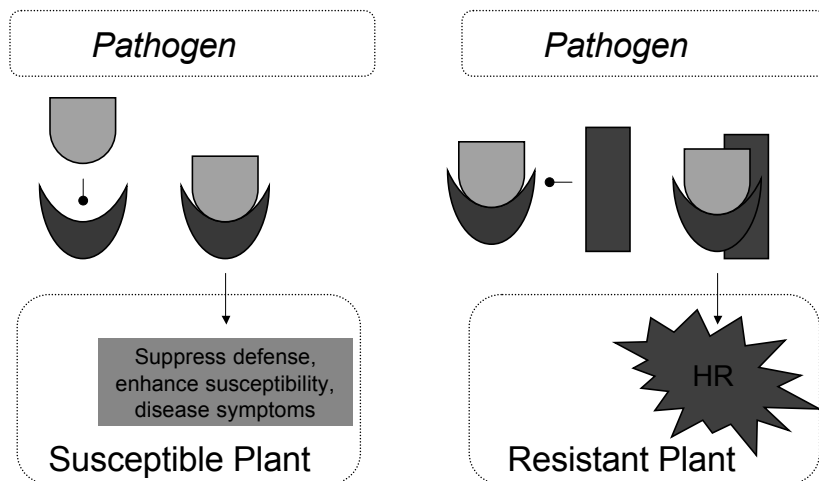 Pathogen
Suppress defense,
enhance susceptibility,
disease symptoms
Susceptible Plant
Pathogen
HR
Resistant Plant